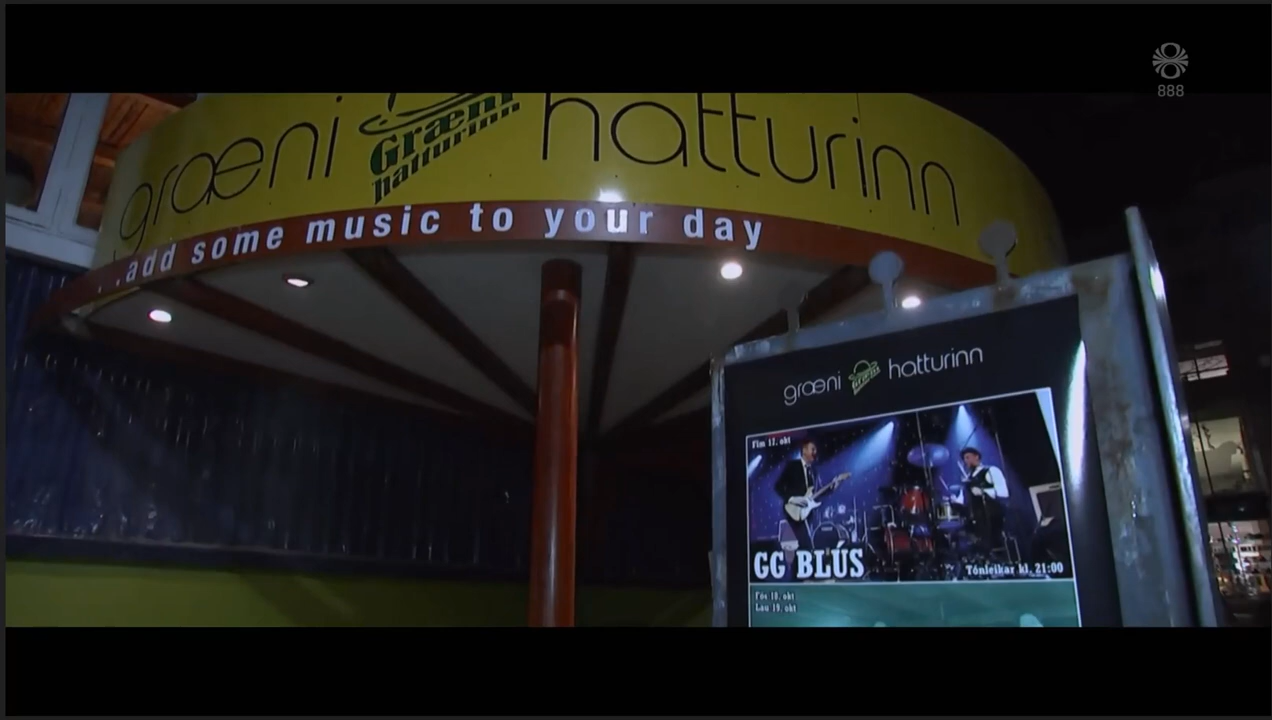 888
græni
Græni
hatturinn
hatturinn
...add some music to your day
græni hatturinn
Fim 17. okt
GG BLÚS
Tónleikar kl. 21:00
Fös 18. okt
Lau 19. okt